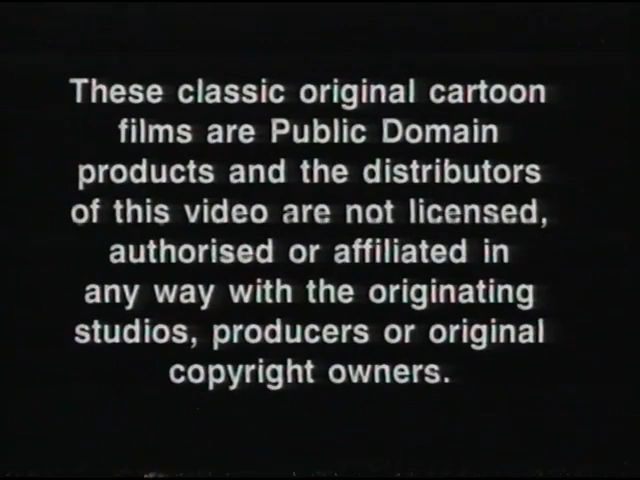 These classic original cartoon
films are Public Domain
products and the distributors
of this video are not licensed,
authorised or affiliated in
any way with the originating
studios, producers or original
copyright owners.